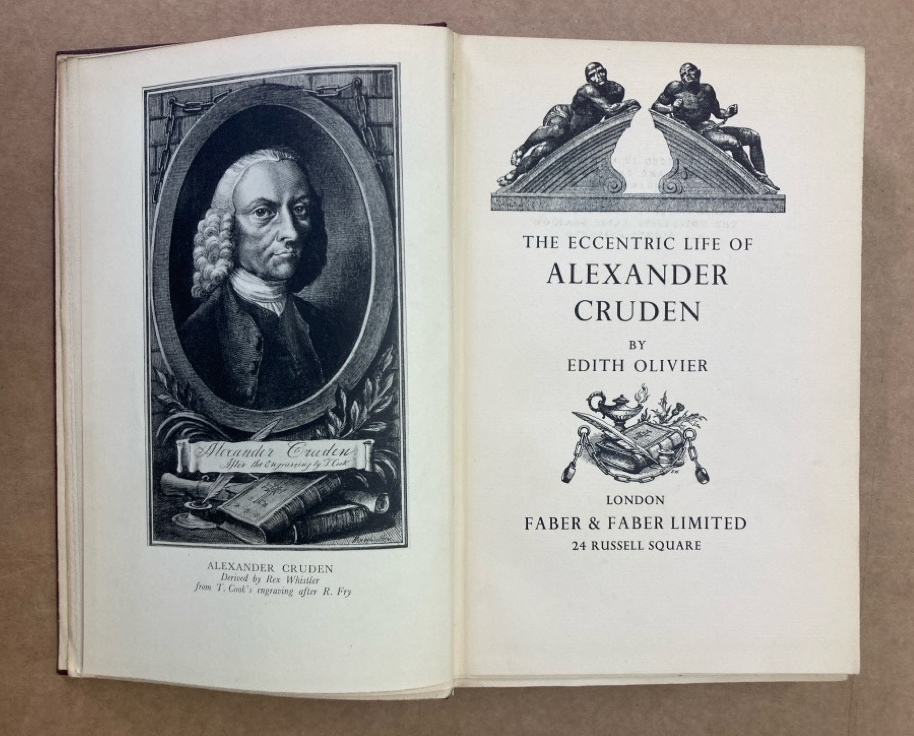 Alexander Cruden
After the Engraving by T. Cook
ALEXANDER CRUDEN
Derived by Rex Whistler
from T. Cook's engraving after R. Fry
THE ECCENTRIC LIFE OF
ALEXANDER
CRUDEN
BY
EDITH OLIVIER
LONDON
FABER & FABER LIMITED
24 RUSSELL SQUARE